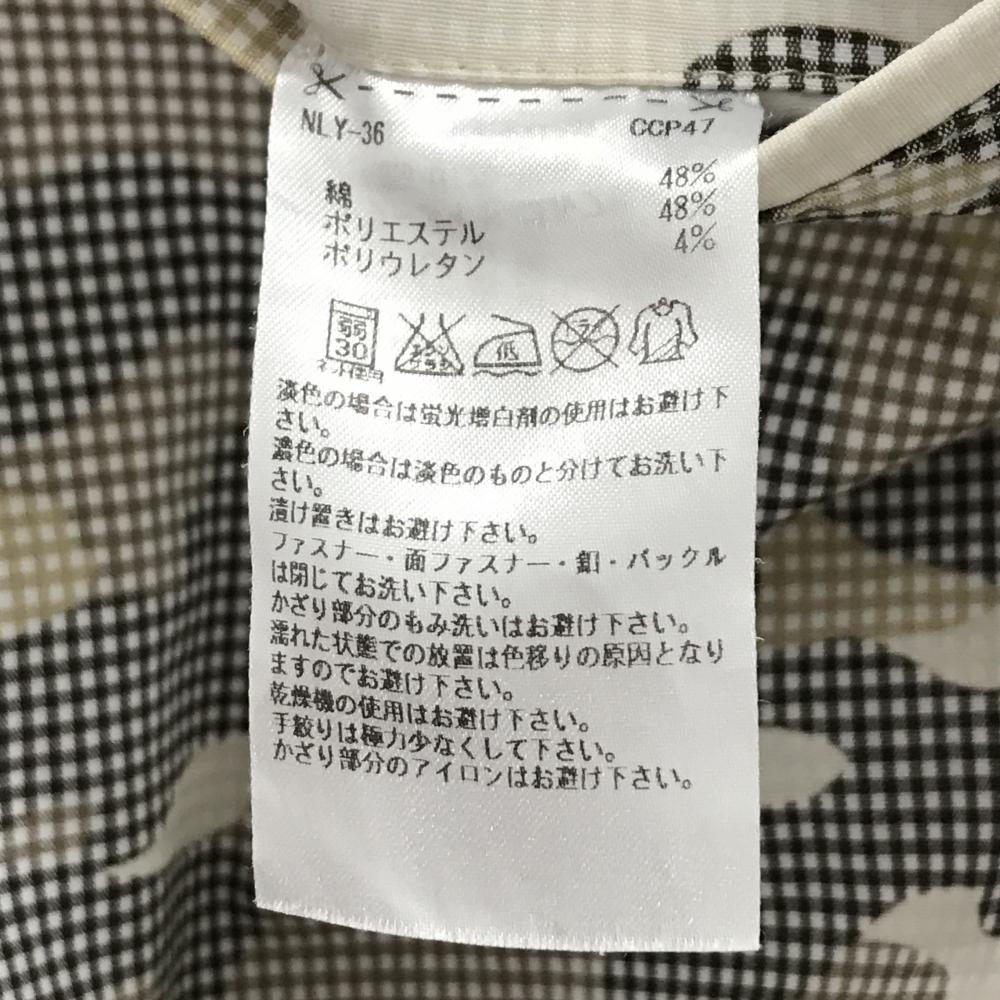 NLY-36 CCP47
綿 48%
ポリエステル 48%
ポリウレタン 4%
弱
30
ネット使用
エンソ
サラシ
低
ドライ
淡色の場合は蛍光増白剤の使用はお避け下
さい。
濃色の場合は淡色のものと分けてお洗い下
さい。
漬け置きはお避け下さい。
ファスナー・面ファスナー・釦・バックル
は閉じてお洗い下さい。
かざり部分のもみ洗いはお避け下さい。
濡れた状態での放置は色移りの原因となり
ますのでお避け下さい。
乾燥機の使用はお避け下さい。
手絞りは極力少なくして下さい。
かざり部分のアイロンはお避け下さい。